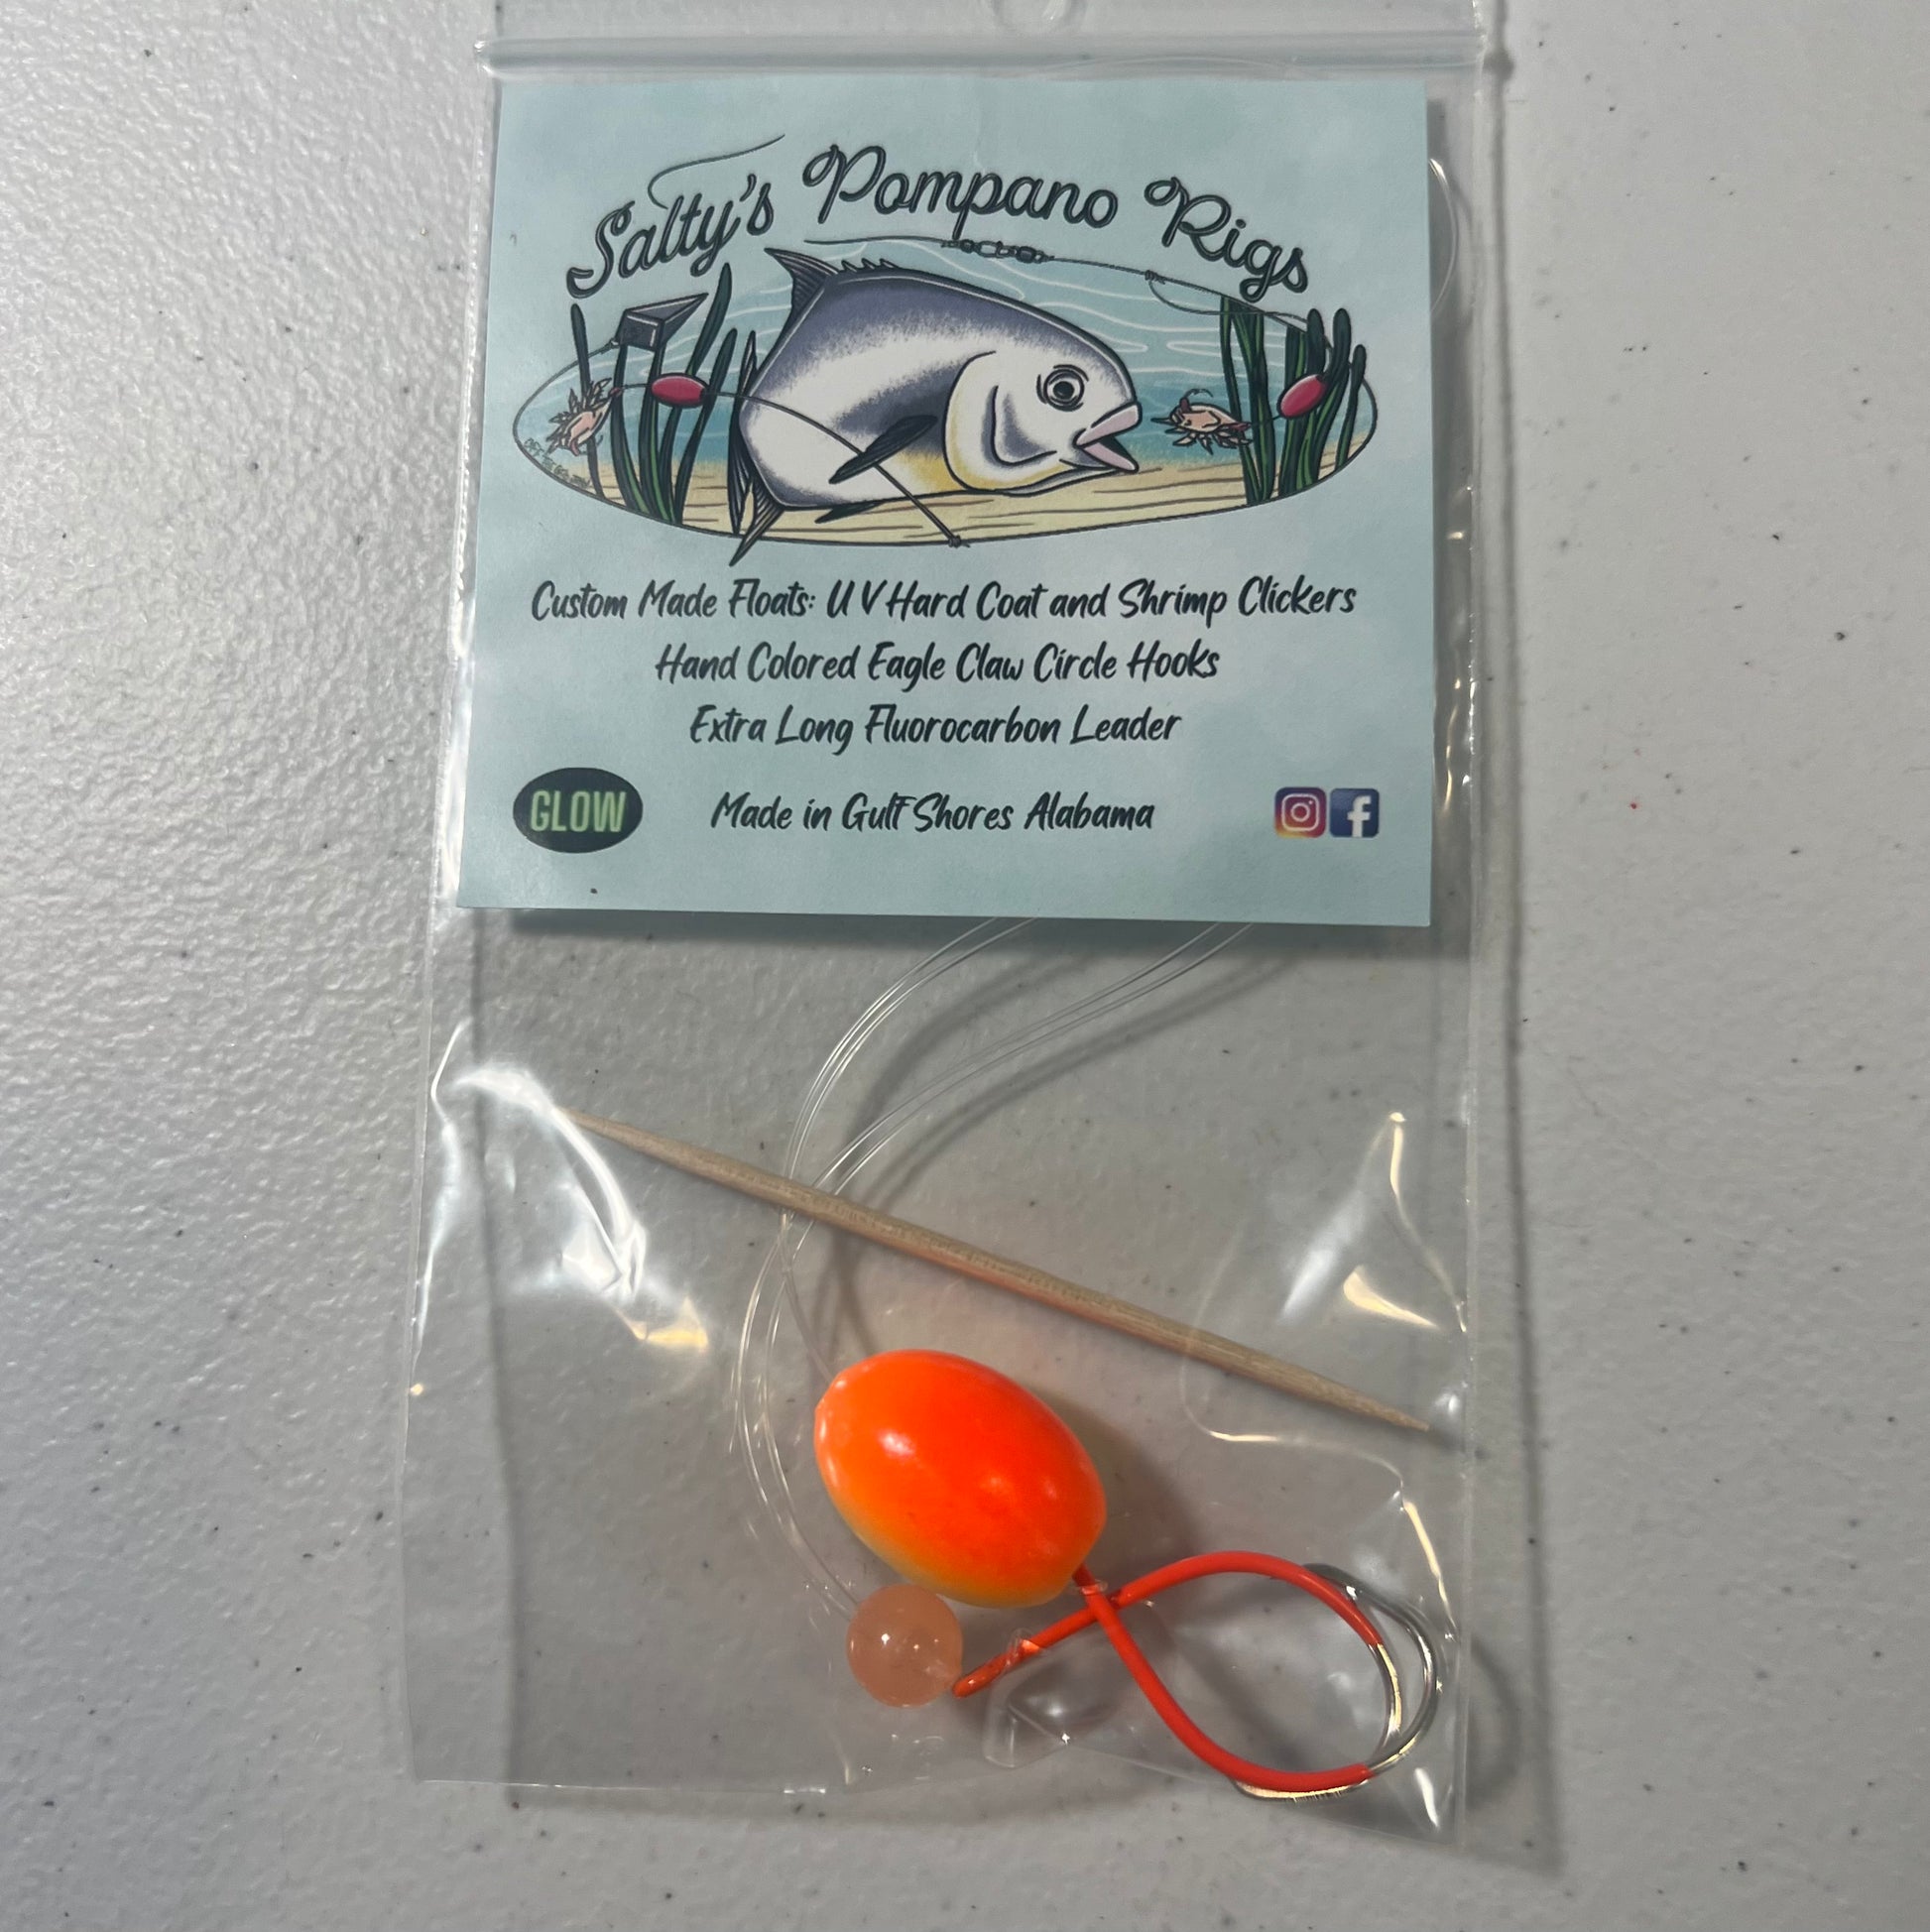 Salty's Pompano Rigs
Custom Made Floats: UV Hard Coat and Shrimp Clickers
Hand Colored Eagle Claw Circle Hooks
Extra Long Fluorocarbon Leader
GLOW
Made in Gulf Shores Alabama